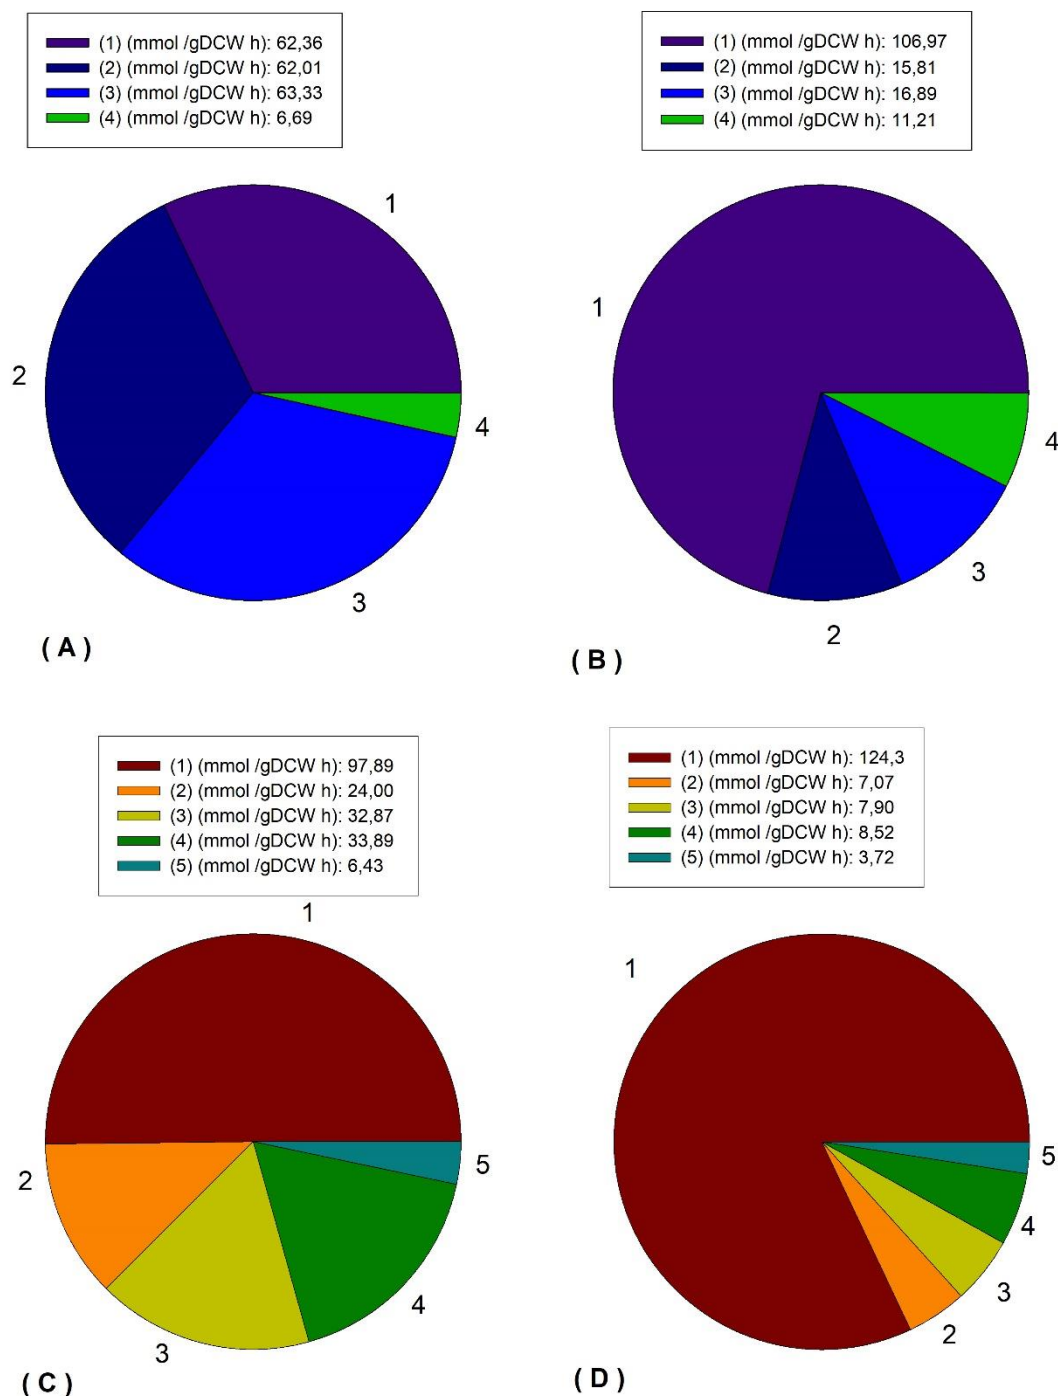 (1) (mmol /gDCW h): 62,36
(2) (mmol /gDCW h): 62,01
(3) (mmol /gDCW h): 63,33
(4) (mmol /gDCW h): 6,69
1
2
4
3
( A )
(1) (mmol /gDCW h): 106,97
(2) (mmol /gDCW h): 15,81
(3) (mmol /gDCW h): 16,89
(4) (mmol /gDCW h): 11,21
1
4
3
2
( B )
(1) (mmol /gDCW h): 97,89
(2) (mmol /gDCW h): 24,00
(3) (mmol /gDCW h): 32,87
(4) (mmol /gDCW h): 33,89
(5) (mmol /gDCW h): 6,43
1
2
5
4
3
( C )
(1) (mmol /gDCW h): 124,3
(2) (mmol /gDCW h): 7,07
(3) (mmol /gDCW h): 7,90
(4) (mmol /gDCW h): 8,52
(5) (mmol /gDCW h): 3,72
1
5
4
3
2
( D )